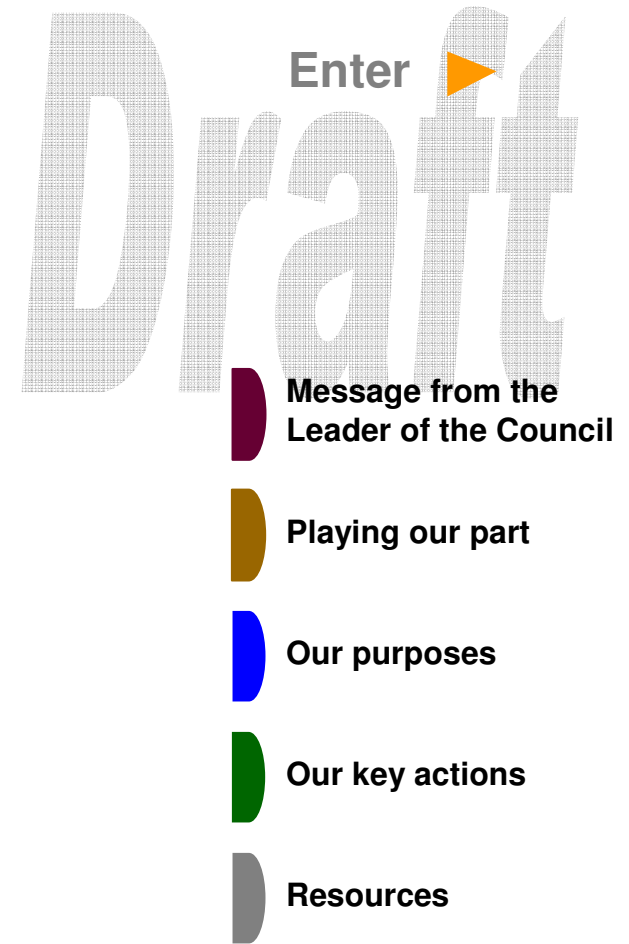 Draft
Enter
Message from the
Leader of the Council
Playing our part
Our purposes
Our key actions
Resources